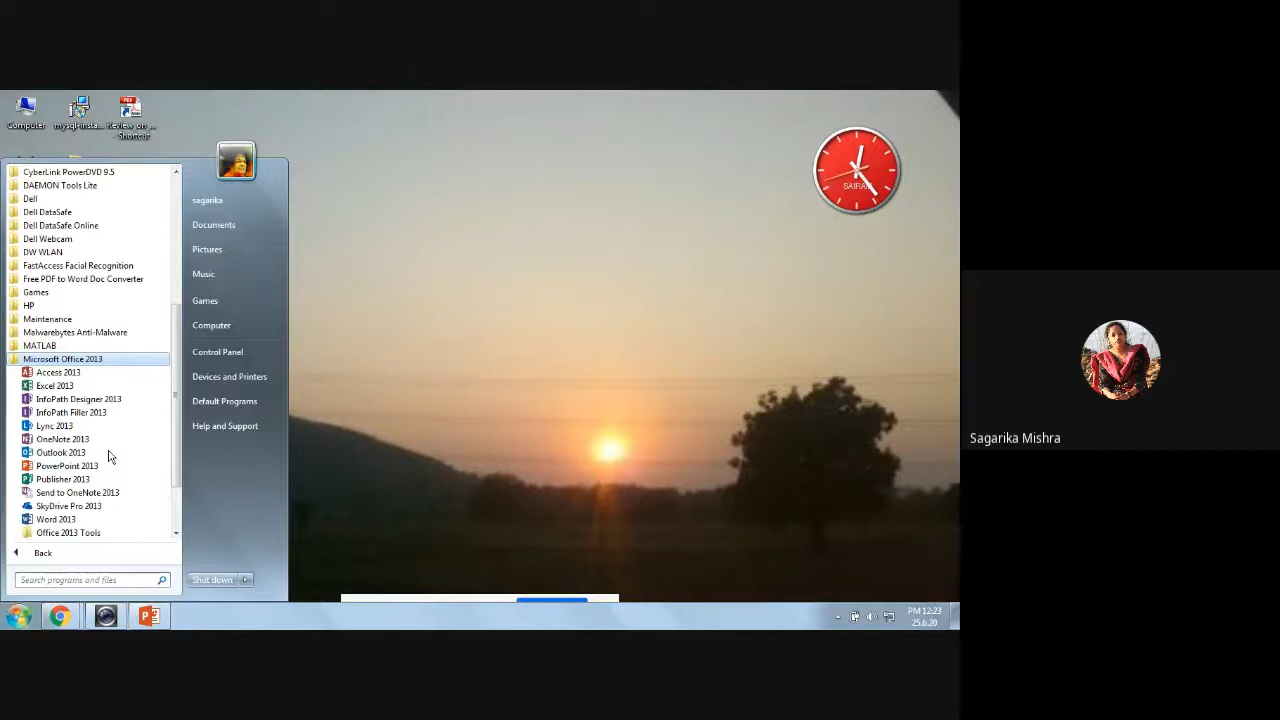 Computer
mysql-insta...
Review_on_...
- Shortcut
CyberLink PowerDVD 9.5
DAEMON Tools Lite
Dell
Dell DataSafe
Dell DataSafe Online
Dell Webcam
DW WLAN
FastAccess Facial Recognition
Free PDF to Word Doc Converter
Games
HP
Maintenance
Malwarebytes Anti-Malware
MATLAB
Microsoft Office 2013
Access 2013
Excel 2013
InfoPath Designer 2013
InfoPath Filler 2013
Lync 2013
OneNote 2013
Outlook 2013
PowerPoint 2013
Publisher 2013
Send to OneNote 2013
SkyDrive Pro 2013
Word 2013
Office 2013 Tools
Back
Search programs and files
sagarika
Documents
Pictures
Music
Games
Computer
Control Panel
Devices and Printers
Default Programs
Help and Support
Shut down
SAIRAM
PM 12:23
25.6.20
Sagarika Mishra